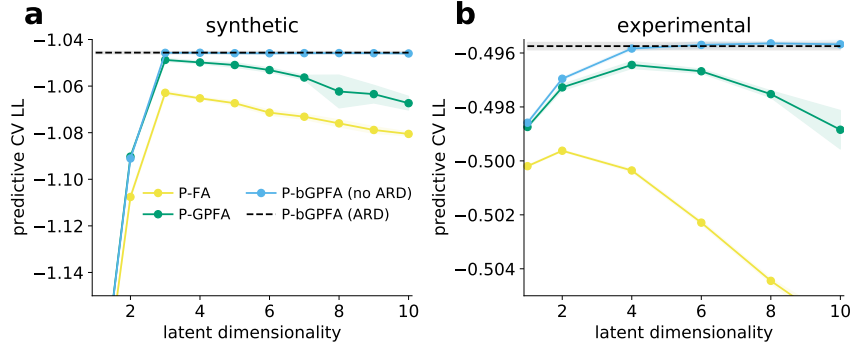 a
synthetic
−1.04
−1.06
−1.08
−1.10
−1.12
−1.14
predictive CV LL
2
4
6
8
10
latent dimensionality
P-FA
P-GPFA
P-bGPFA (no ARD)
P-bGPFA (ARD)
b
experimental
−0.496
−0.498
−0.500
−0.502
−0.504
predictive CV LL
2
4
6
8
10
latent dimensionality